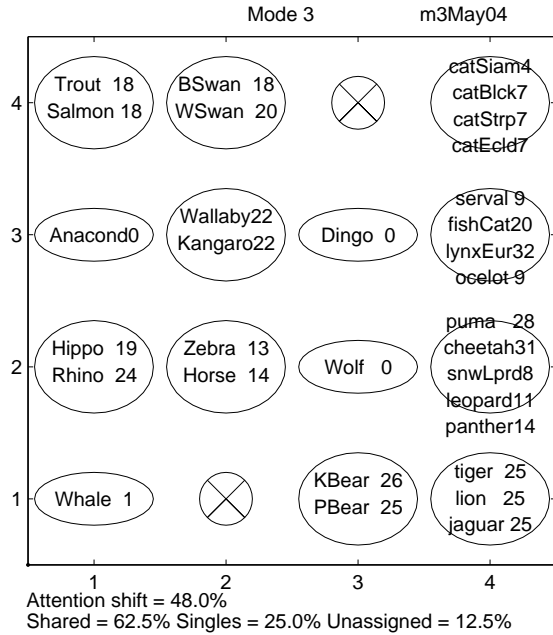 Mode 3 m3May04
4
Trout 18
Salmon 18
BSwan 18
WSwan 20
catSiam4
catBlck7
catStrp7
catEcld7
3
Anacond0
Wallaby22
Kangaro22
Dingo 0
serval 9
fishCat20
lynxEur32
ocelot 9
2
Hippo 19
Rhino 24
Zebra 13
Horse 14
Wolf 0
puma 28
cheetah31
snwLprd8
leopard11
panther14
1
Whale 1
KBear 26
PBear 25
tiger 25
lion 25
jaguar 25
1 2 3 4
Attention shift = 48.0%
Shared = 62.5% Singles = 25.0% Unassigned = 12.5%